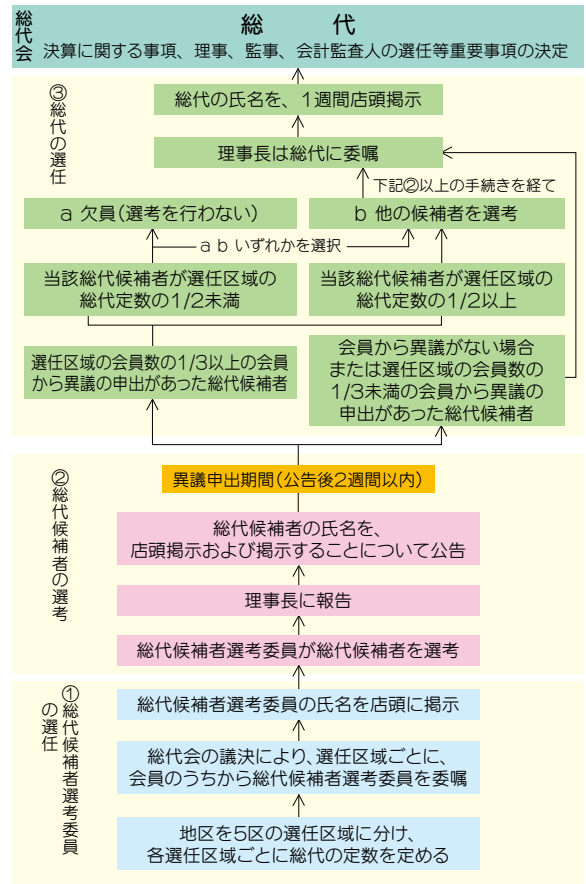 総代会
総代
決算に関する事項、理事、監事、会計監査人の選任等重要事項の決定
③総代の選任
総代の氏名を、1週間店頭掲示
理事長は総代に委嘱
下記②以上の手続きを経て
a 欠員(選考を行わない)
b 他の候補者を選考
a b いずれかを選択
当該総代候補者が選任区域の
総代定数の1/2未満
当該総代候補者が選任区域の
総代定数の1/2以上
選任区域の会員数の1/3以上の会員
から異議の申出があった総代候補者
会員から異議がない場合
または選任区域の会員数の
1/3未満の会員から異議の
申出があった総代候補者
②総代候補者の選考
異議申出期間(公告後2週間以内)
総代候補者の氏名を、
店頭掲示および掲示することについて公告
理事長に報告
総代候補者選考委員が総代候補者を選考
①総代候補者選考委員
の選任
総代候補者選考委員の氏名を店頭に掲示
総代会の議決により、選任区域ごとに、
会員のうちから総代候補者選考委員を委嘱
地区を5区の選任区域に分け、
各選任区域ごとに総代の定数を定める